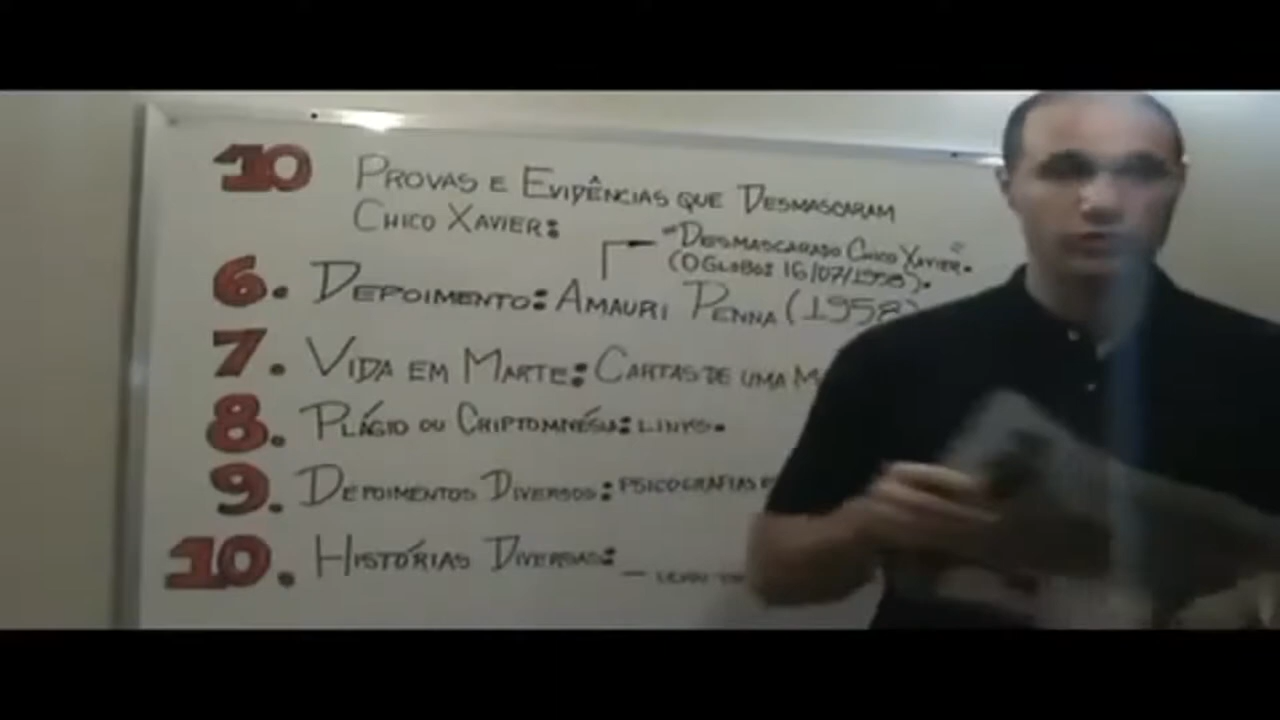 10 PROVAS E EVIDÊNCIAS QUE DESMASCARAM
CHICO XAVIER:
"DESMASCARADO CHICO XAVIER".
(O GLOBO: 16/07/1958).
6. DEPOIMENTO: AMAURI PENNA (1958)
7. VIDA EM MARTE: CARTAS DE UMA M
8. PLÁGIO OU CRIPTOMNÉSIA: LINKS.
9. DEPOIMENTOS DIVERSOS: PSICOGRAFIAS
10. HISTÓRIAS DIVERSAS: